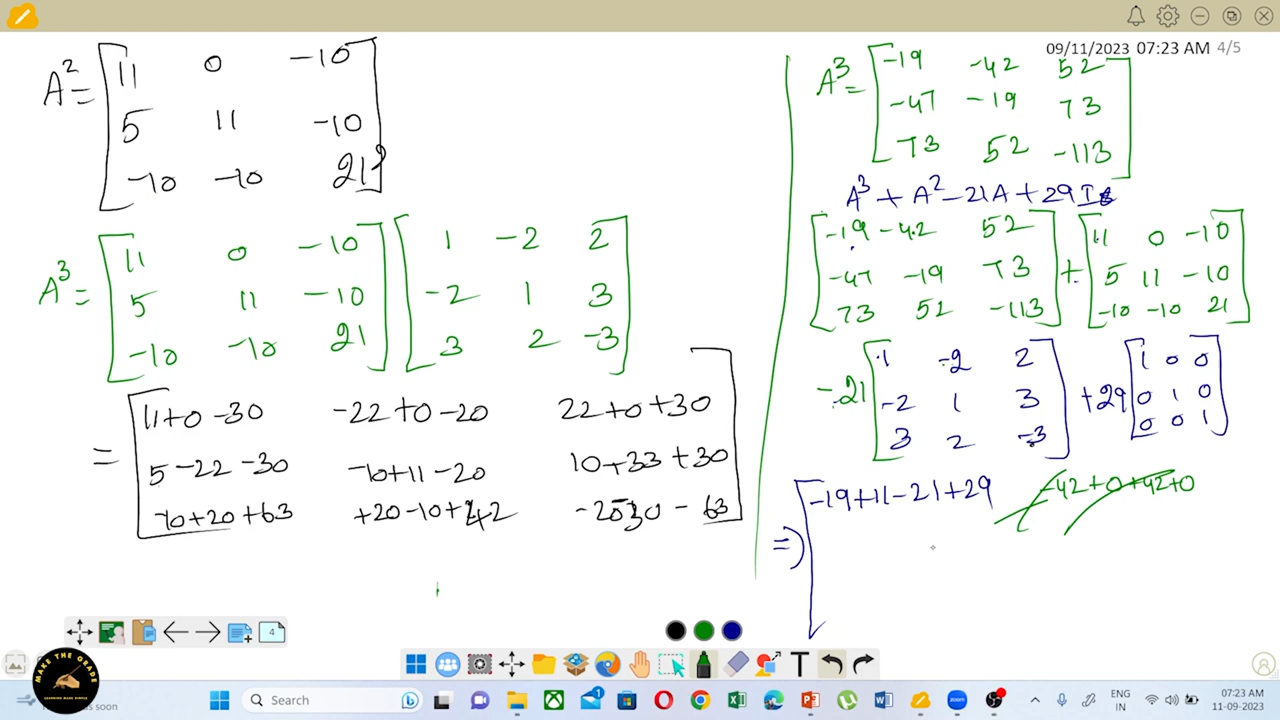 09/11/2023 07:23 AM 4/5
A² = [ 11 0 -10
5 11 -10
-10 -10 21 ]
A³ = [ 11 0 -10 ] [ 1 -2 2 ]
5 11 -10 -2 1 3
-10 -10 21 3 2 -3
= [ 11+0-30 -22+0-20 22+0+30
5-22-30 -10+11-20 10+33+30
10+20+63 +20-10+42 -20-30-63 ]
A³ = [ -19 -42 52
-47 -19 73
73 52 -113 ]
A³ + A² - 21A + 29I
[ -19 -42 52 ] + [ 11 0 -10 ]
-47 -19 73 5 11 -10
73 52 -113 -10 -10 21
-21 [ 1 -2 2 ] +29 [ 1 0 0 ]
-2 1 3 0 1 0
3 2 -3 0 0 1
=) [ -19+11-21+29 -42+0+42+0
4
MAKE THE GRADE
LEARNING MADE SIMPLE
Search
ENG
IN
07:23 AM
11-09-2023